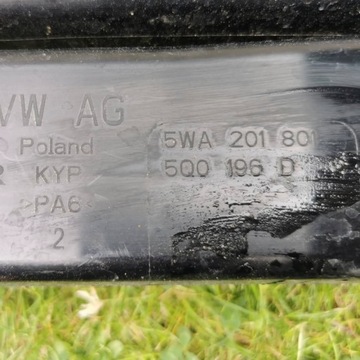 VW AG
Poland
R KYP
>PA6<
2
5WA 201 801
5Q0 196 D